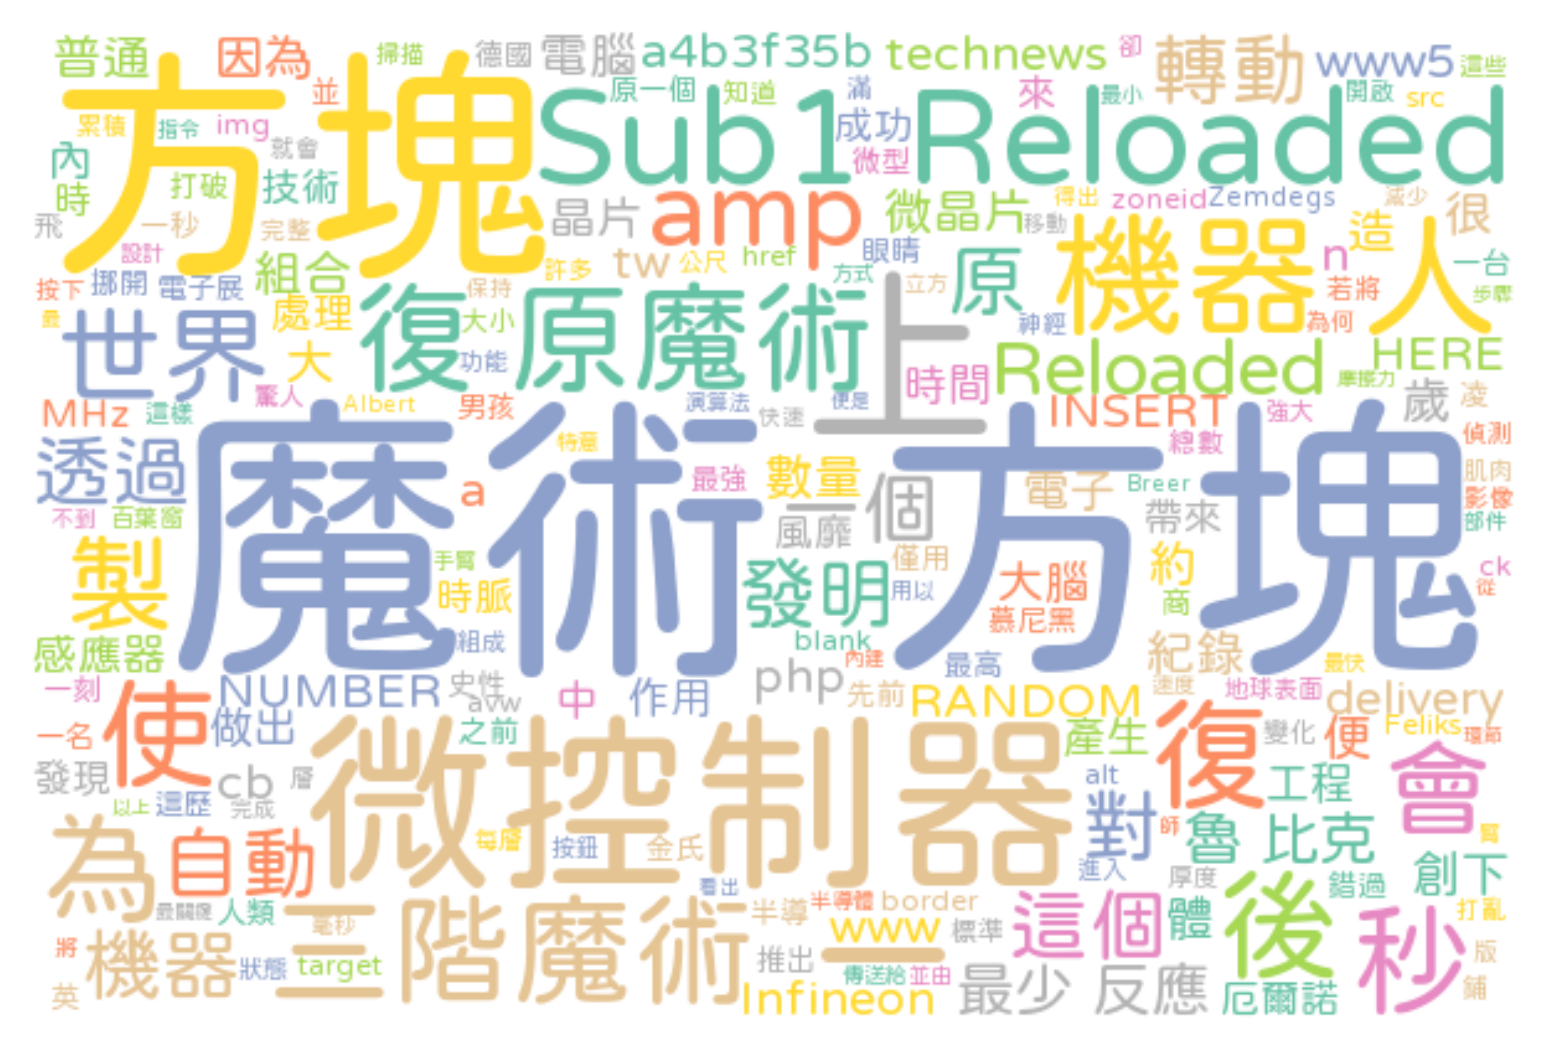 普通 因為 掃描 德國 電腦 a4b3f35b technews 卻 轉動 www5 這些
方塊 並 Sub1 原一個 知道 滿 來 最小 Reloaded 開啟 src
累積 指令 img 就會 成功 微型
內 時 打破 技術 晶片 amp 微晶片 得出 zoneid Zemdegs 減少 很
飛 一秒 完整 移動 機器人 造
設計 組合 許多 tw 公尺 href 眼睛 原 n 一台
按下 挪開 電子展 保持 方式 立方 若將 步驟
最 世界 處理 復原魔術 大小 上 神經 為何
大 功能 時間 Reloaded HERE 摩擦力
MHz 這樣 驚人 Albert 男孩 演算法 快速 便是 INSERT 強大 歲 凌
透過 魔術方塊 特意 總數 偵測
a 最強 數量 一個 電子 Breer 肌肉
不到 百葉窗 風靡 帶來 影像 部件
製 手臂 時脈 發明 僅用 用以 大腦 約 ck 從
感應器 組成 blank 慕尼黑 商
一刻 NUMBER 史性 avw 中 作用 php 內建 先前 最高 RANDOM 紀錄 速度 地球表面 最快 delivery
一名 使 做出 之前 微控制器 產生 復 變化 便 Feliks 環節
發現 cb 層 alt 工程 會
以上 這歷 完成 對 師 魯 比克 臂
為 自動 每層 按鈕 金氏 進入 厚度 錯過 創下
最關鍵 人類 三階魔術 毫秒 看出 半導 半導體 border 這個 體 後 秒 打亂
將 機器 狀態 target www 一 標準 推出 版
英 傳送給 並由 Infineon 最少 反應 厄爾諾 鋪